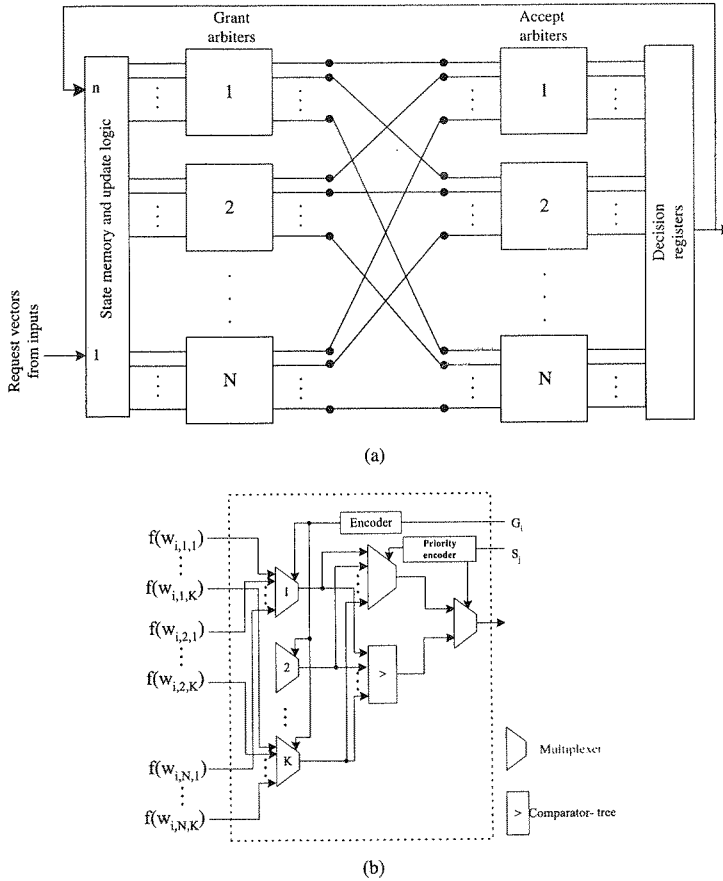 Grant
arbiters
Accept
arbiters
n
State memory and update logic
1
2
N
1
2
N
Decision
registers
Request vectors
from inputs
1
(a)
Encoder
G_i
Priority
encoder
S_j
f(w_{i,1,1})
f(w_{i,1,K})
f(w_{i,2,1})
f(w_{i,2,K})
f(w_{i,N,1})
f(w_{i,N,K})
1
2
K
>
Multiplexer
>
Comparator- tree
(b)